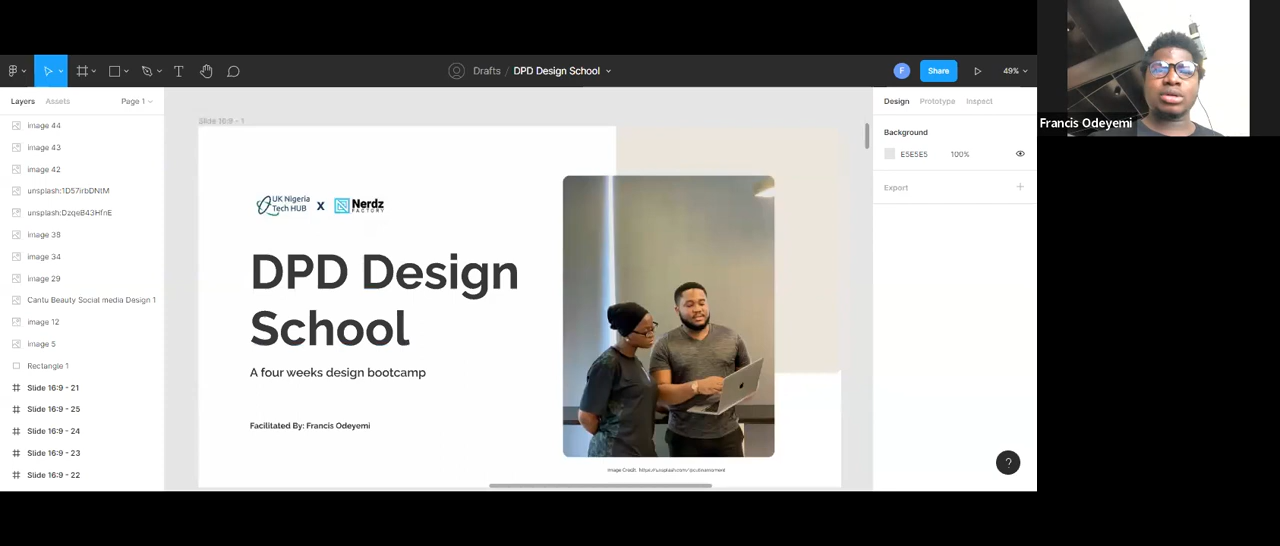 Drafts / DPD Design School
F
Share
49%
Layers
Assets
Page 1
image 44
image 43
image 42
unsplash:1D57irbDNtM
unsplash:DzqeB43HfnE
image 38
image 34
image 29
Cantu Beauty Social media Design 1
image 12
image 5
Rectangle 1
Slide 16:9 - 21
Slide 16:9 - 25
Slide 16:9 - 24
Slide 16:9 - 23
Slide 16:9 - 22
Slide 16:9 - 1
UK Nigeria
Tech HUB
X
Nerdz
FACTORY
DPD Design
School
A four weeks design bootcamp
Facilitated By: Francis Odeyemi
Image Credit:
Design
Prototype
Inspect
Background
E5E5E5
100%
Export
?
Francis Odeyemi